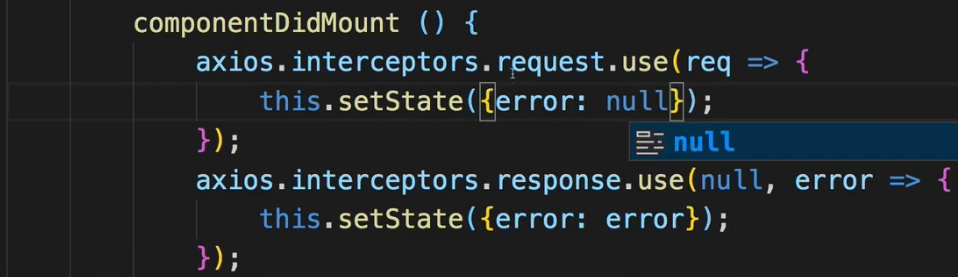 componentDidMount () {
axios.interceptors.request.use(req => {
this.setState({error: null});
});
null
axios.interceptors.response.use(null, error => {
this.setState({error: error});
});